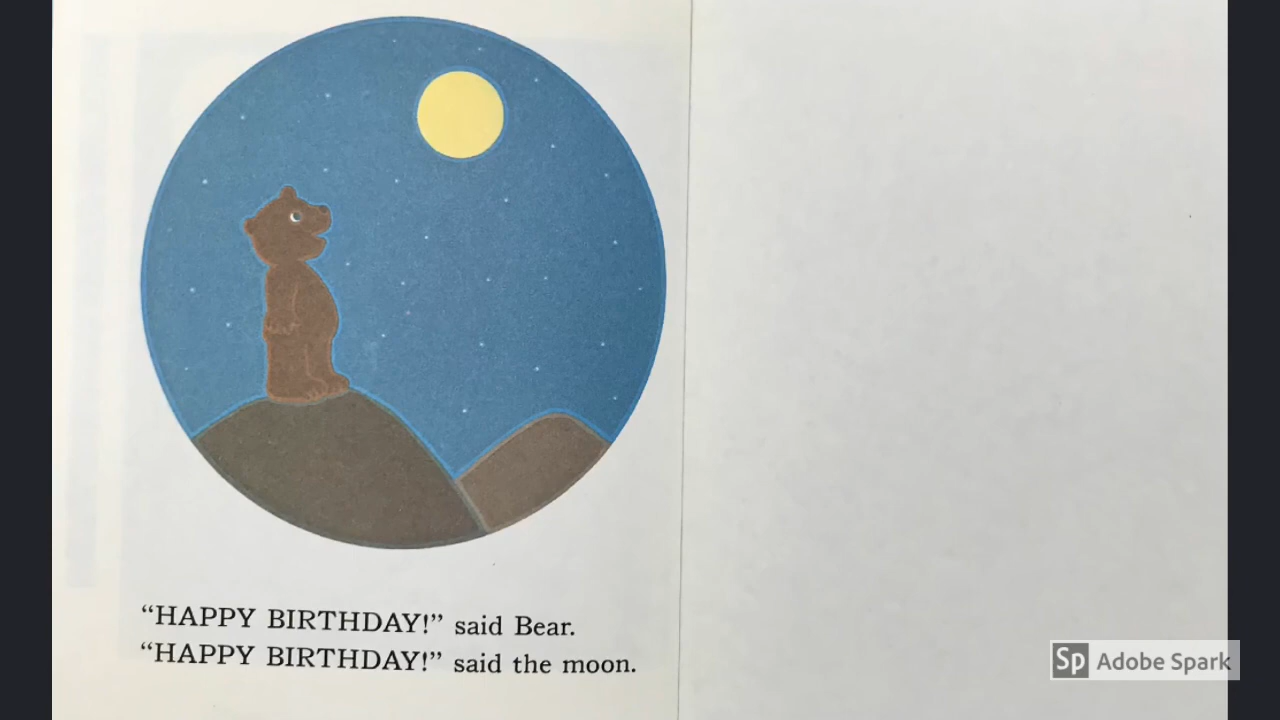 “HAPPY BIRTHDAY!” said Bear.
“HAPPY BIRTHDAY!” said the moon.
Sp Adobe Spark